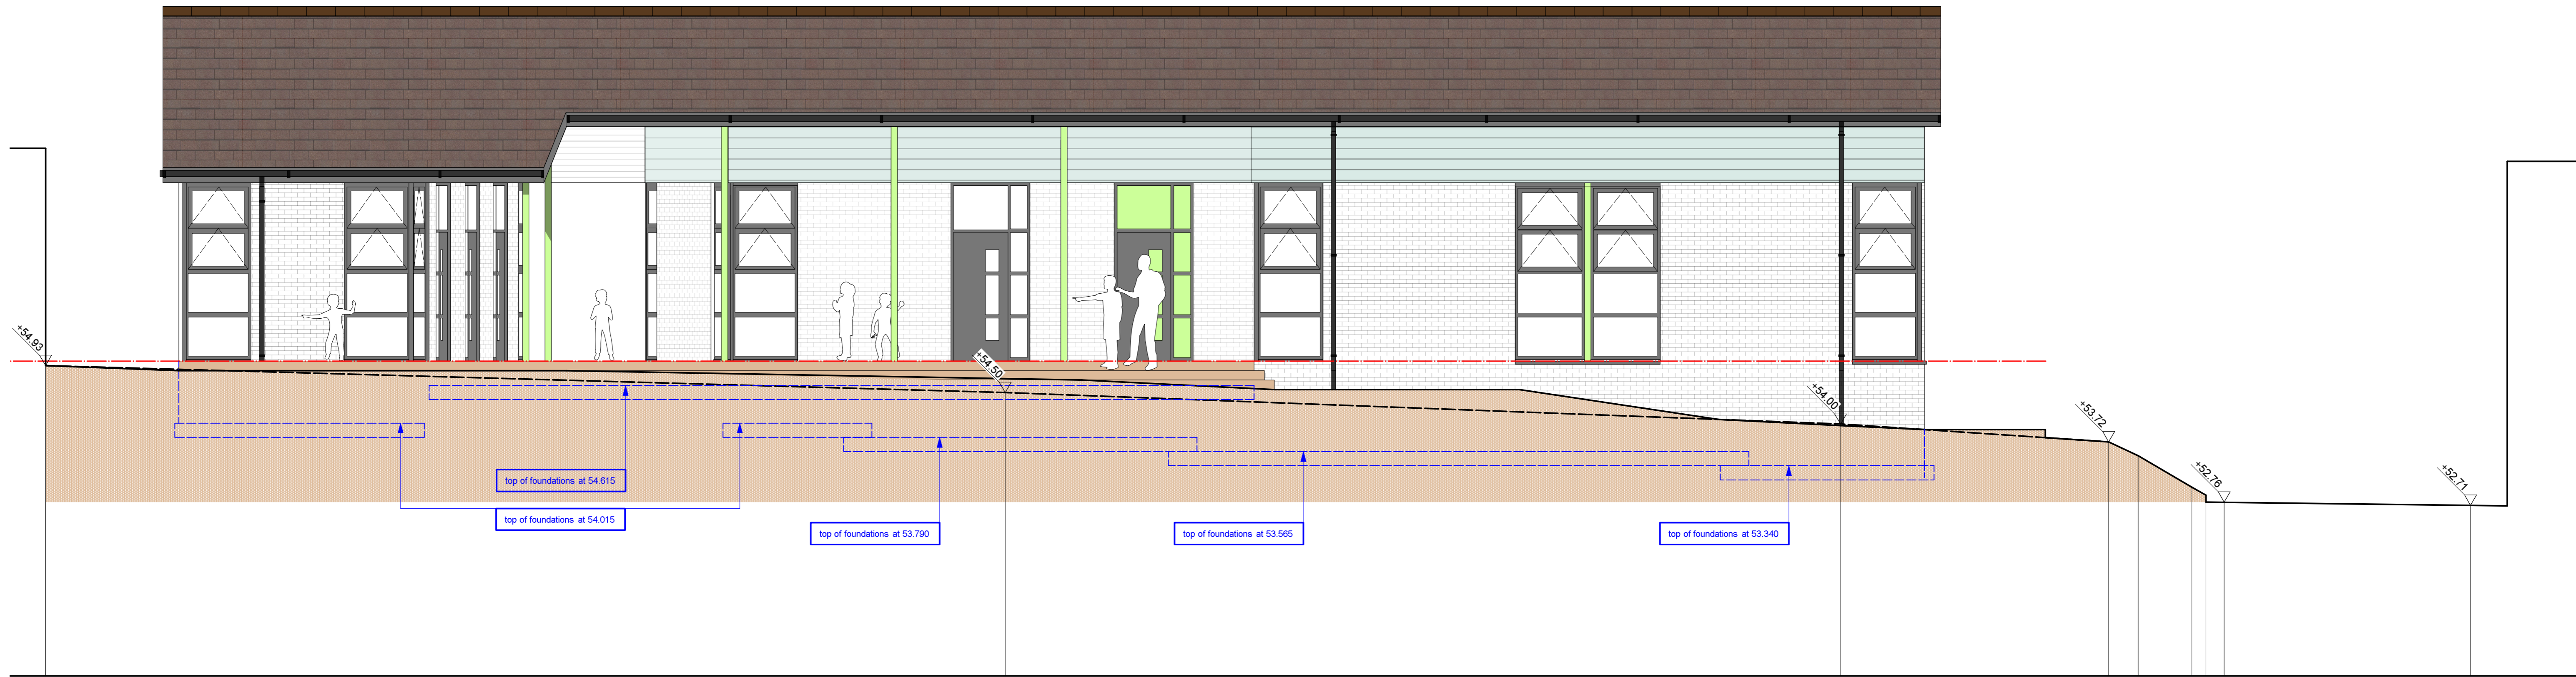 +54.93
+54.50
+54.00
+53.72
+52.76
+52.71
top of foundations at 54.615
top of foundations at 54.015
top of foundations at 53.790
top of foundations at 53.565
top of foundations at 53.340